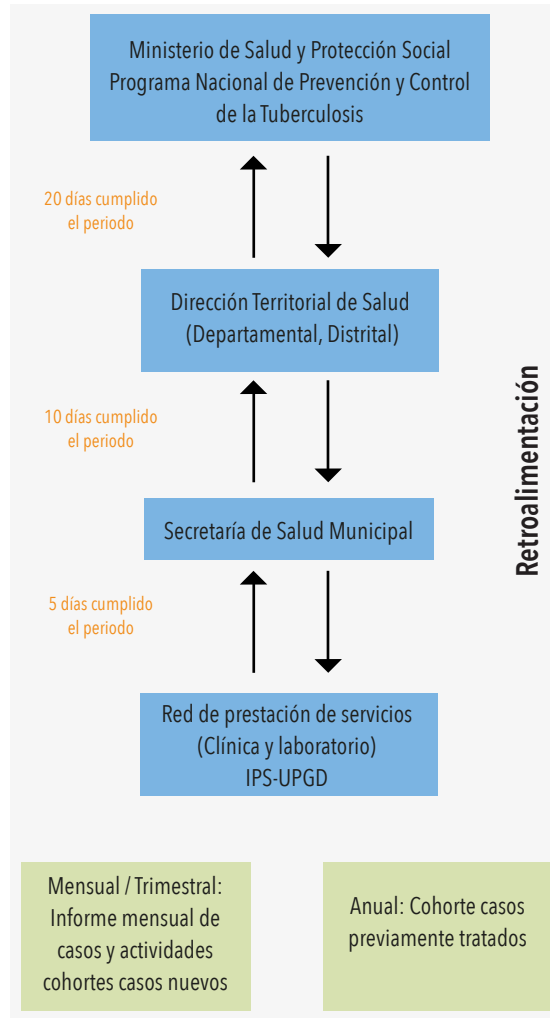 Ministerio de Salud y Protección Social
Programa Nacional de Prevención y Control
de la Tuberculosis
20 días cumplido
el periodo
Dirección Territorial de Salud
(Departamental, Distrital)
10 días cumplido
el periodo
Retroalimentación
Secretaría de Salud Municipal
5 días cumplido
el periodo
Red de prestación de servicios
(Clínica y laboratorio)
IPS-UPGD
Mensual / Trimestral:
Informe mensual de
casos y actividades
cohortes casos nuevos
Anual: Cohorte casos
previamente tratados